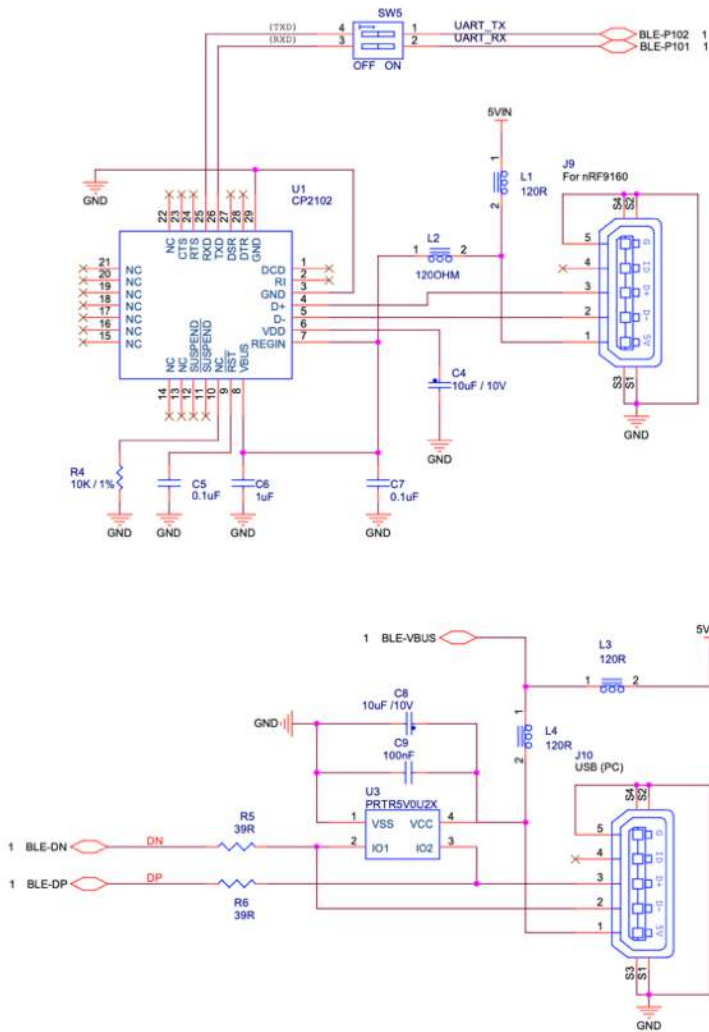 SW5
(TXD) 4 1 UART_TX BLE-P102 1
(RXD) 3 2 UART_RX BLE-P101 1
OFF ON
5VIN
GND
U1
CP2102
22 23 24 25 26 27 28 29
NC CTS RTS RXD TXD DSR DTR GND
21 NC
20 NC
19 NC
18 NC
17 NC
16 NC
15 NC
DCD 1
RI 2
GND 3
D+ 4
D- 5
VDD 6
REGIN 7
NC NC SUSPEND SUSPEND NC RST VBUS
14 13 12 11 10 9 8
1 L1
2 120R
L2
1 2
120OHM
J9
For nRF9160
S4 S2
5 G
4 ID
3 D+
2 D-
1 5V
S3 S1
GND
C4
10uF / 10V
GND
R4
10K / 1%
GND
C5
0.1uF
GND
C6
1uF
GND
C7
0.1uF
GND
1 BLE-VBUS
L3
120R
1 2
5V
C8
10uF /10V
GND
C9
100nF
1 L4
2 120R
J10
USB (PC)
U3
PRTR5V0U2X
1 VSS VCC 4
2 IO1 IO2 3
1 BLE-DN DN R5
39R
1 BLE-DP DP R6
39R
S4 S2
5 G
4 ID
3 D+
2 D-
1 5V
S3 S1
GND